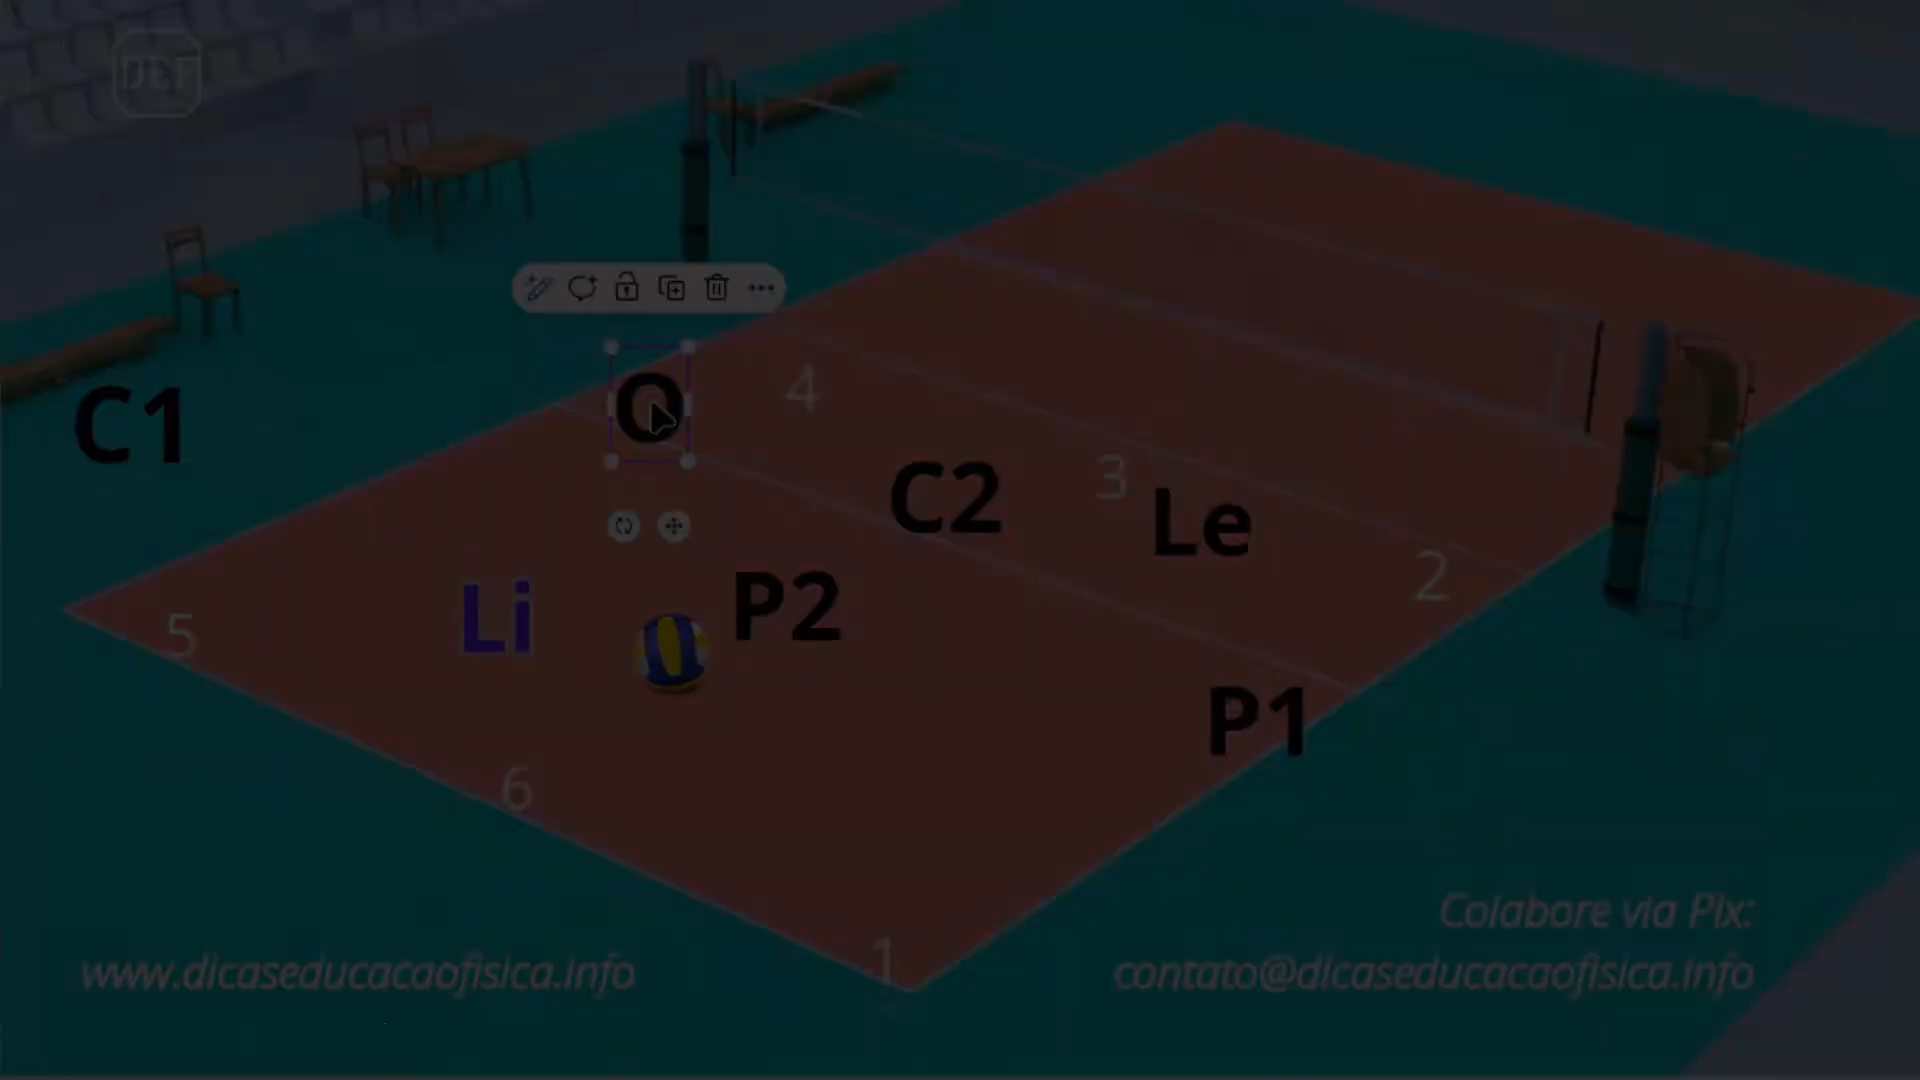 DEF
C1
O
4
C2
3
Le
2
Li
P2
5
P1
6
1
Colabore via Pix:
www.dicaseducacaofisica.info
contato@dicaseducacaofisica.info